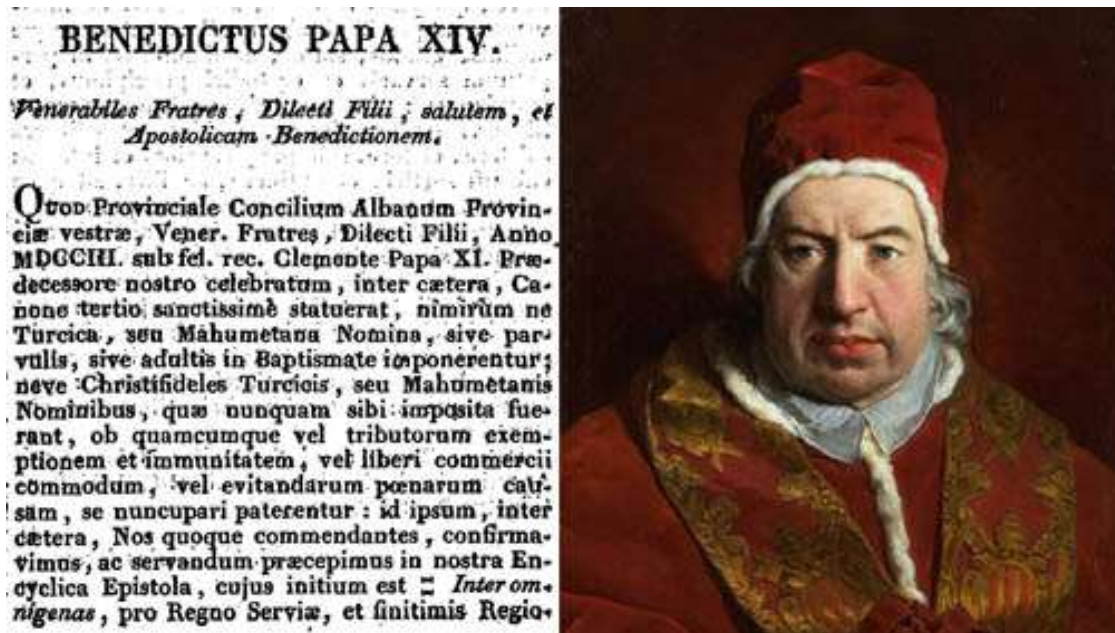 BENEDICTUS PAPA XIV.
Venerabiles Fratres, Dilecti Filii, salutem, et
Apostolicam Benedictionem.
QUOD Provinciale Concilium Albanum Provin-
ciæ vestræ, Vener. Fratres, Dilecti Filii, Anno
MDCCIII. sub fel. rec. Clemente Papa XI. Præ-
decessore nostro celebratum, inter cætera, Ca-
none tertio sanctissimè statuerat, nimirùm ne
Turcica, seu Mahumetana Nomina, sive par-
vulis, sive adultis in Baptismate imponerentur;
neve Christifideles Turcicis, seu Mahumetanis
Nominibus, quæ nunquam sibi imposita fue-
rant, ob quamcumque vel tributorum exem-
ptionem et immunitatem, vel liberi commercii
commodum, vel evitandarum pœnarum cau-
sam, se nuncupari paterentur: id ipsum, inter
cætera, Nos quoque commendantes, confirma-
vimus, ac servandum præcepimus in nostra En-
cyclica Epistola, cujus initium est = Inter om-
nigenas, pro Regno Serviæ, et finitimis Regio-